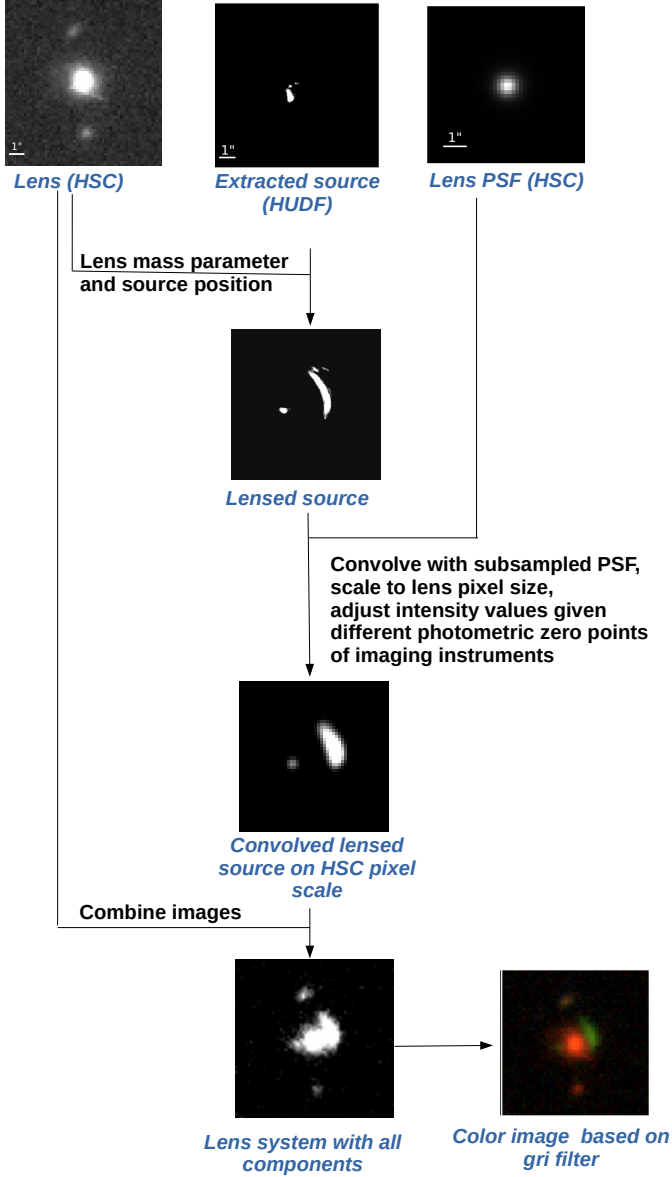 1"
1"
1"
Lens (HSC)
Extracted source
(HUDF)
Lens PSF (HSC)
Lens mass parameter
and source position
Lensed source
Convolve with subsampled PSF,
scale to lens pixel size,
adjust intensity values given
different photometric zero points
of imaging instruments
Convolved lensed
source on HSC pixel
scale
Combine images
Lens system with all
components
Color image based on
gri filter